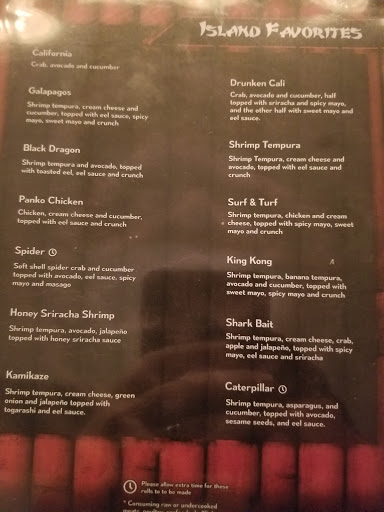 ISLAND FAVORITES
California
Crab, avocado and cucumber
Galapagos
Shrimp tempura, cream cheese and
cucumber, topped with eel sauce, spicy
mayo, sweet mayo and crunch
Black Dragon
Shrimp tempura and avocado, topped
with toasted eel, eel sauce and crunch
Panko Chicken
Chicken, cream cheese and cucumber,
topped with eel sauce and crunch
Spider
Soft shell spider crab and cucumber
topped with avocado, eel sauce, spicy
mayo and masago
Honey Sriracha Shrimp
Shrimp tempura, avocado, jalapeño
topped with honey sriracha sauce
Kamikaze
Shrimp tempura, cream cheese, green
onion and jalapeño topped with
togarashi and eel sauce.
Drunken Cali
Crab, avocado and cucumber, half
topped with sriracha and spicy mayo,
and the other half with sweet mayo and
eel sauce.
Shrimp Tempura
Shrimp Tempura, cream cheese and
avocado, topped with eel sauce and
crunch
Surf & Turf
Shrimp tempura, chicken and cream
cheese, topped with spicy mayo, sweet
mayo and crunch
King Kong
Shrimp tempura, banana tempura,
avocado and cucumber, topped with
sweet mayo, spicy mayo and crunch
Shark Bait
Shrimp tempura, cream cheese, crab,
apple and jalapeño, topped with spicy
mayo, eel sauce and sriracha
Caterpillar
Shrimp tempura, asparagus, and
cucumber, topped with avocado,
sesame seeds, and eel sauce.
Please allow extra time for these
rolls to to be made
* Consuming raw or undercooked